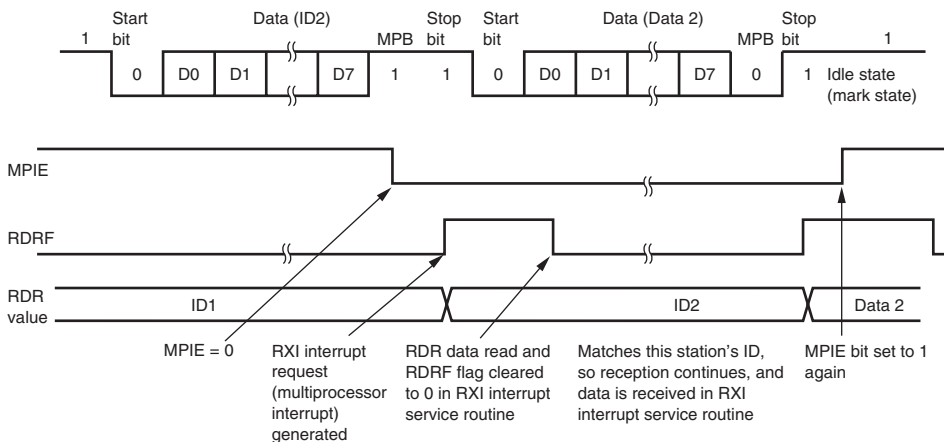 Start bit Data (ID2) Stop bit Start bit Data (Data 2) Stop bit
1 MPB MPB 1
0 D0 D1 D7 1 1 0 D0 D1 D7 0 1 Idle state (mark state)
MPIE
RDRF
RDR value ID1 ID2 Data 2
MPIE = 0
RXI interrupt
request
(multiprocessor
interrupt)
generated
RDR data read and
RDRF flag cleared
to 0 in RXI interrupt
service routine
Matches this station's ID,
so reception continues, and
data is received in RXI
interrupt service routine
MPIE bit set to 1
again